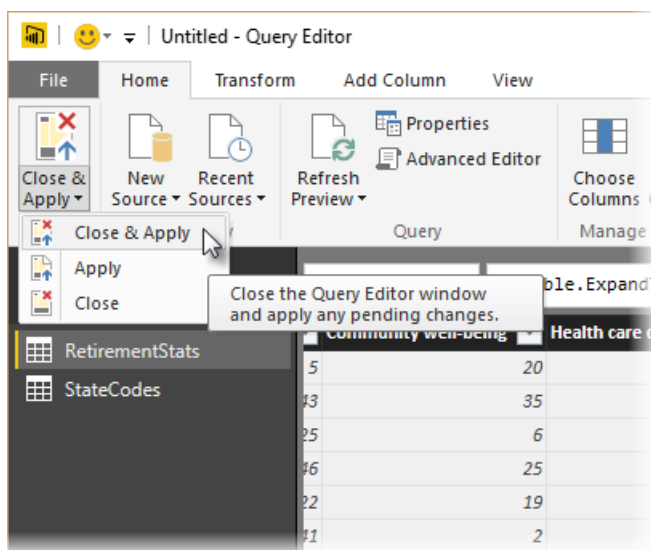 Untitled - Query Editor
File Home Transform Add Column View
Close & Apply
New Source
Recent Sources
Refresh Preview
Properties
Advanced Editor
Choose Columns
Query
Manage
Close & Apply
Apply
Close
Close the Query Editor window
and apply any pending changes.
ble.Expand
Community well-being Health care
RetirementStats
StateCodes
5 20
43 35
25 6
46 25
22 19
41 2